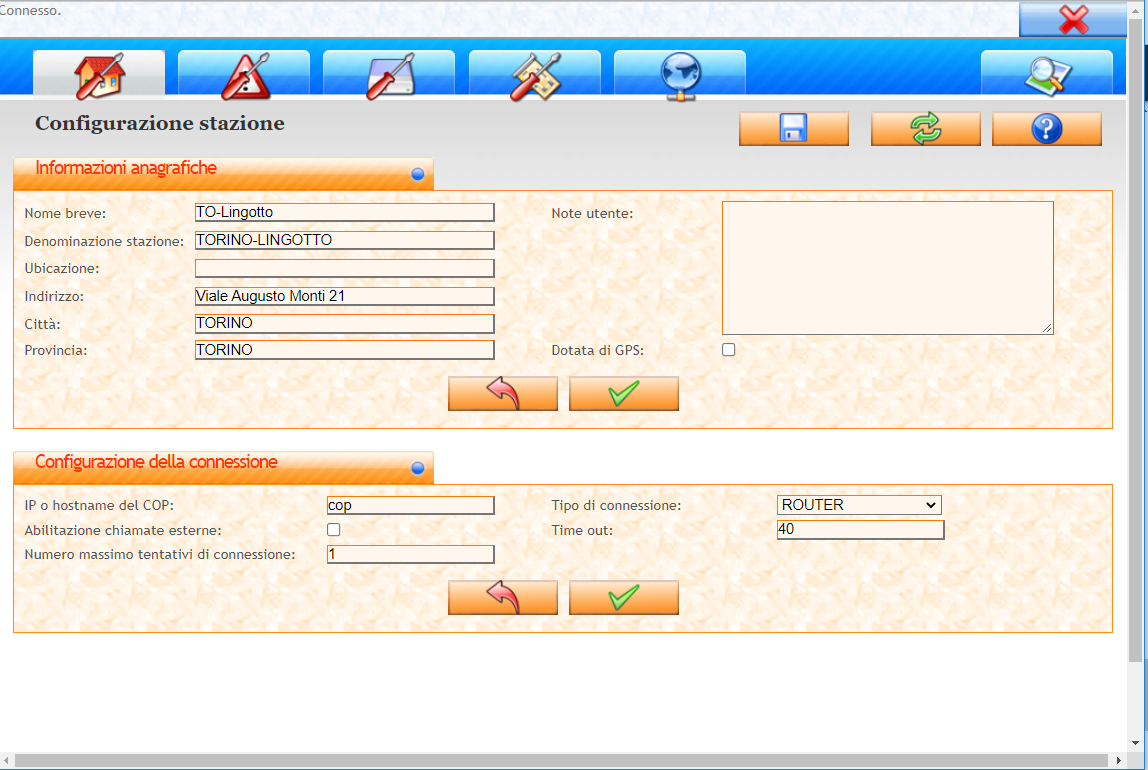 Connesso.
Configurazione stazione
Informazioni anagrafiche
Nome breve: TO-Lingotto Note utente:
Denominazione stazione: TORINO-LINGOTTO
Ubicazione:
Indirizzo: Viale Augusto Monti 21
Città: TORINO
Provincia: TORINO Dotata di GPS:
Configurazione della connessione
IP o hostname del COP: cop Tipo di connessione: ROUTER
Abilitazione chiamate esterne: Time out: 40
Numero massimo tentativi di connessione: 1